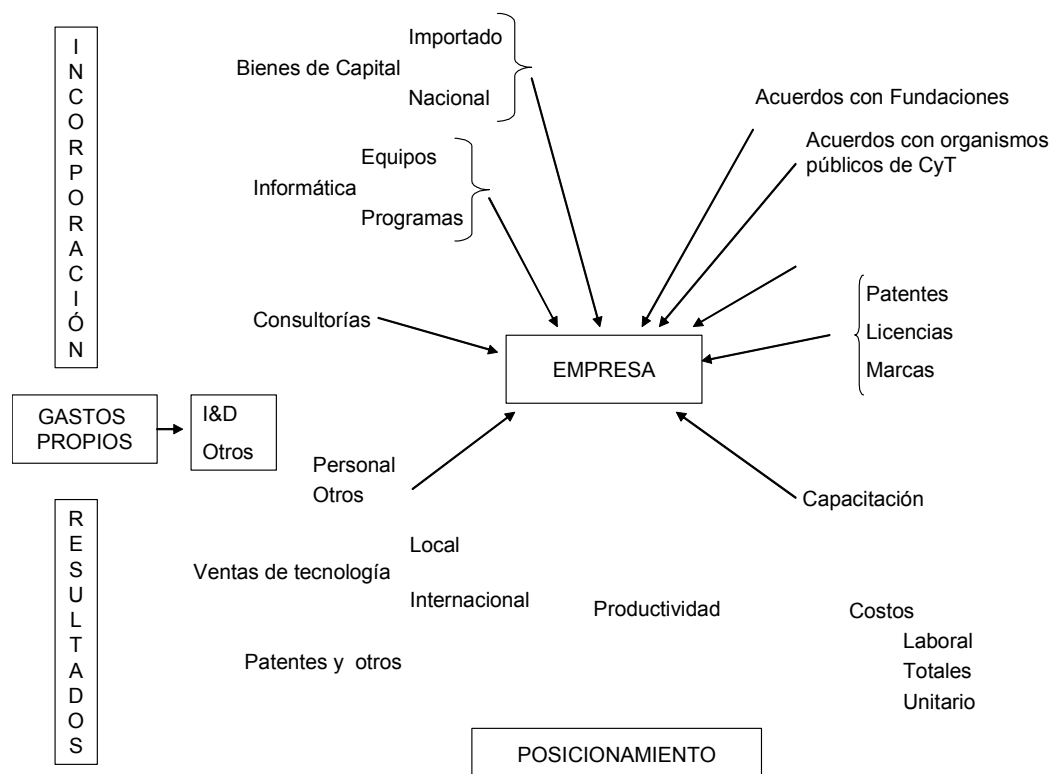 INCORPORACIÓN
Importado
Bienes de Capital
Nacional
Equipos
Informática
Programas
Consultorías
Acuerdos con Fundaciones
Acuerdos con organismos
públicos de CyT
Patentes
Licencias
Marcas
EMPRESA
GASTOS
PROPIOS
I&D
Otros
Personal
Otros
Capacitación
RESULTADOS
Local
Ventas de tecnología
Internacional
Patentes y otros
Productividad
Costos
Laboral
Totales
Unitario
POSICIONAMIENTO